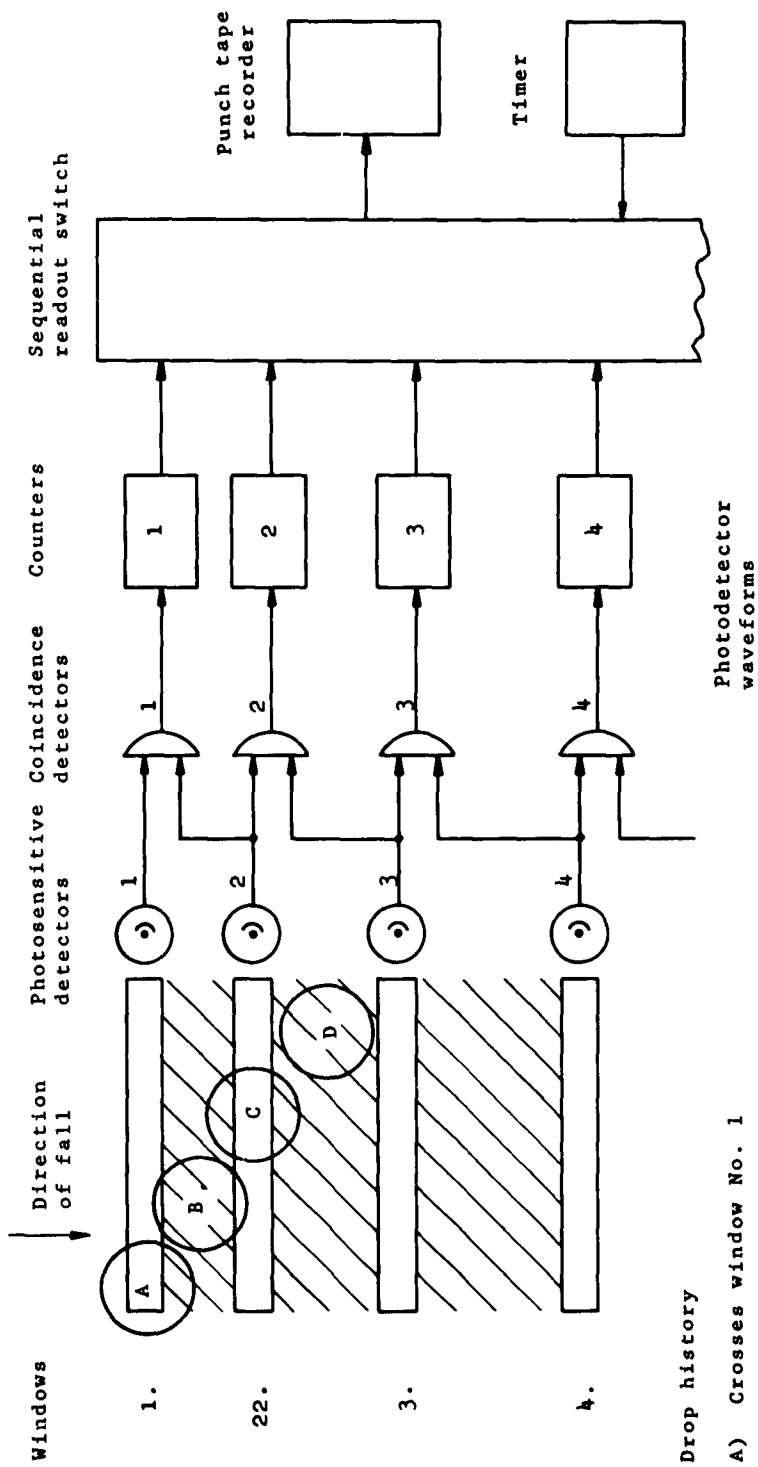 Windows
Direction
of fall
Photosensitive
detectors
Coincidence
detectors
Counters
Sequential
readout switch
Punch tape
recorder
Timer
1.
22.
3.
4.
A
B
C
D
1
2
3
4
1
2
3
4
1
2
3
4
Photodetector
waveforms
Drop history
A) Crosses window No. 1